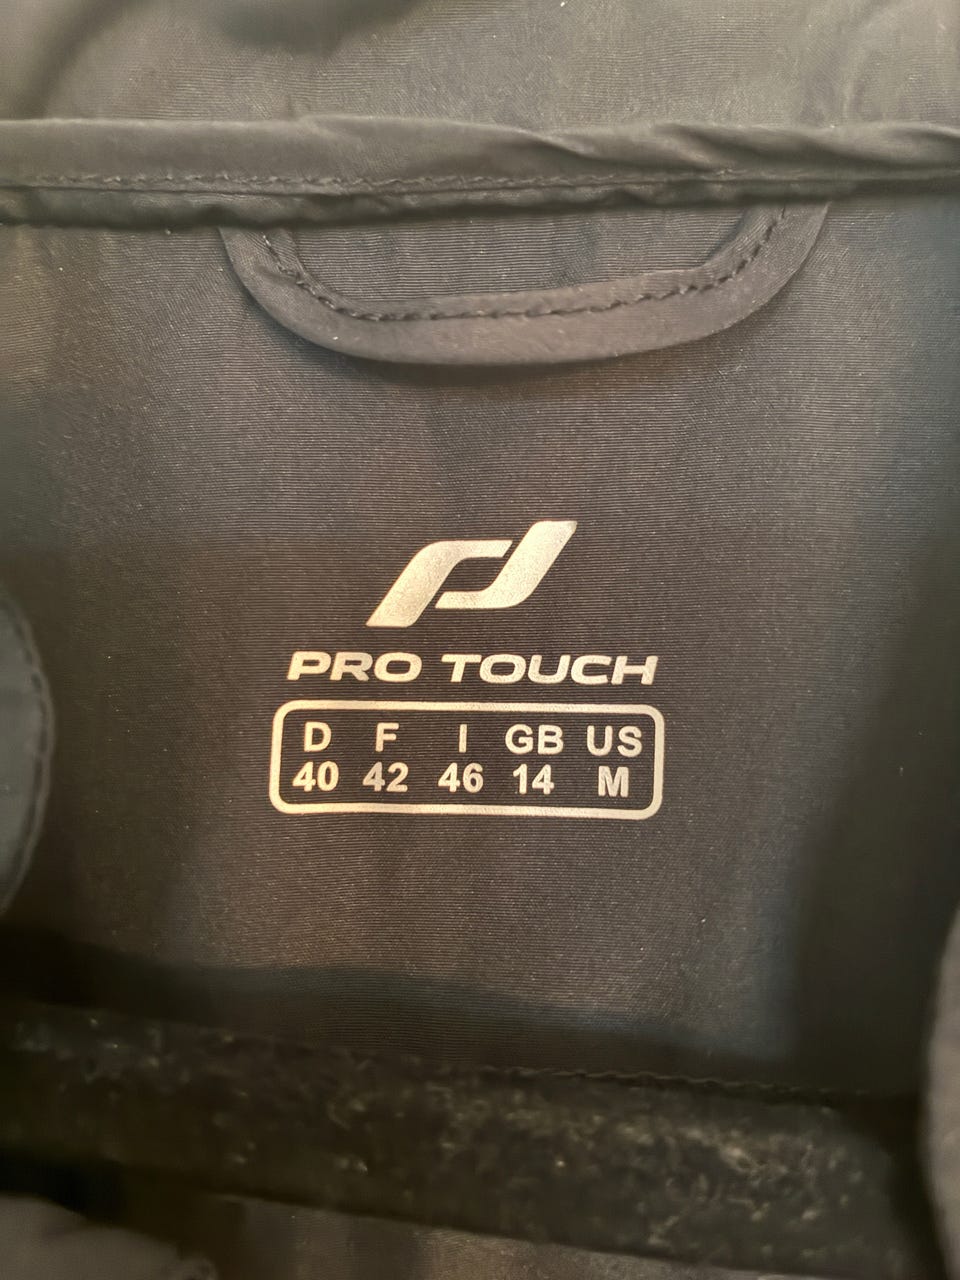 PRO TOUCH
D F I GB US
40 42 46 14 M